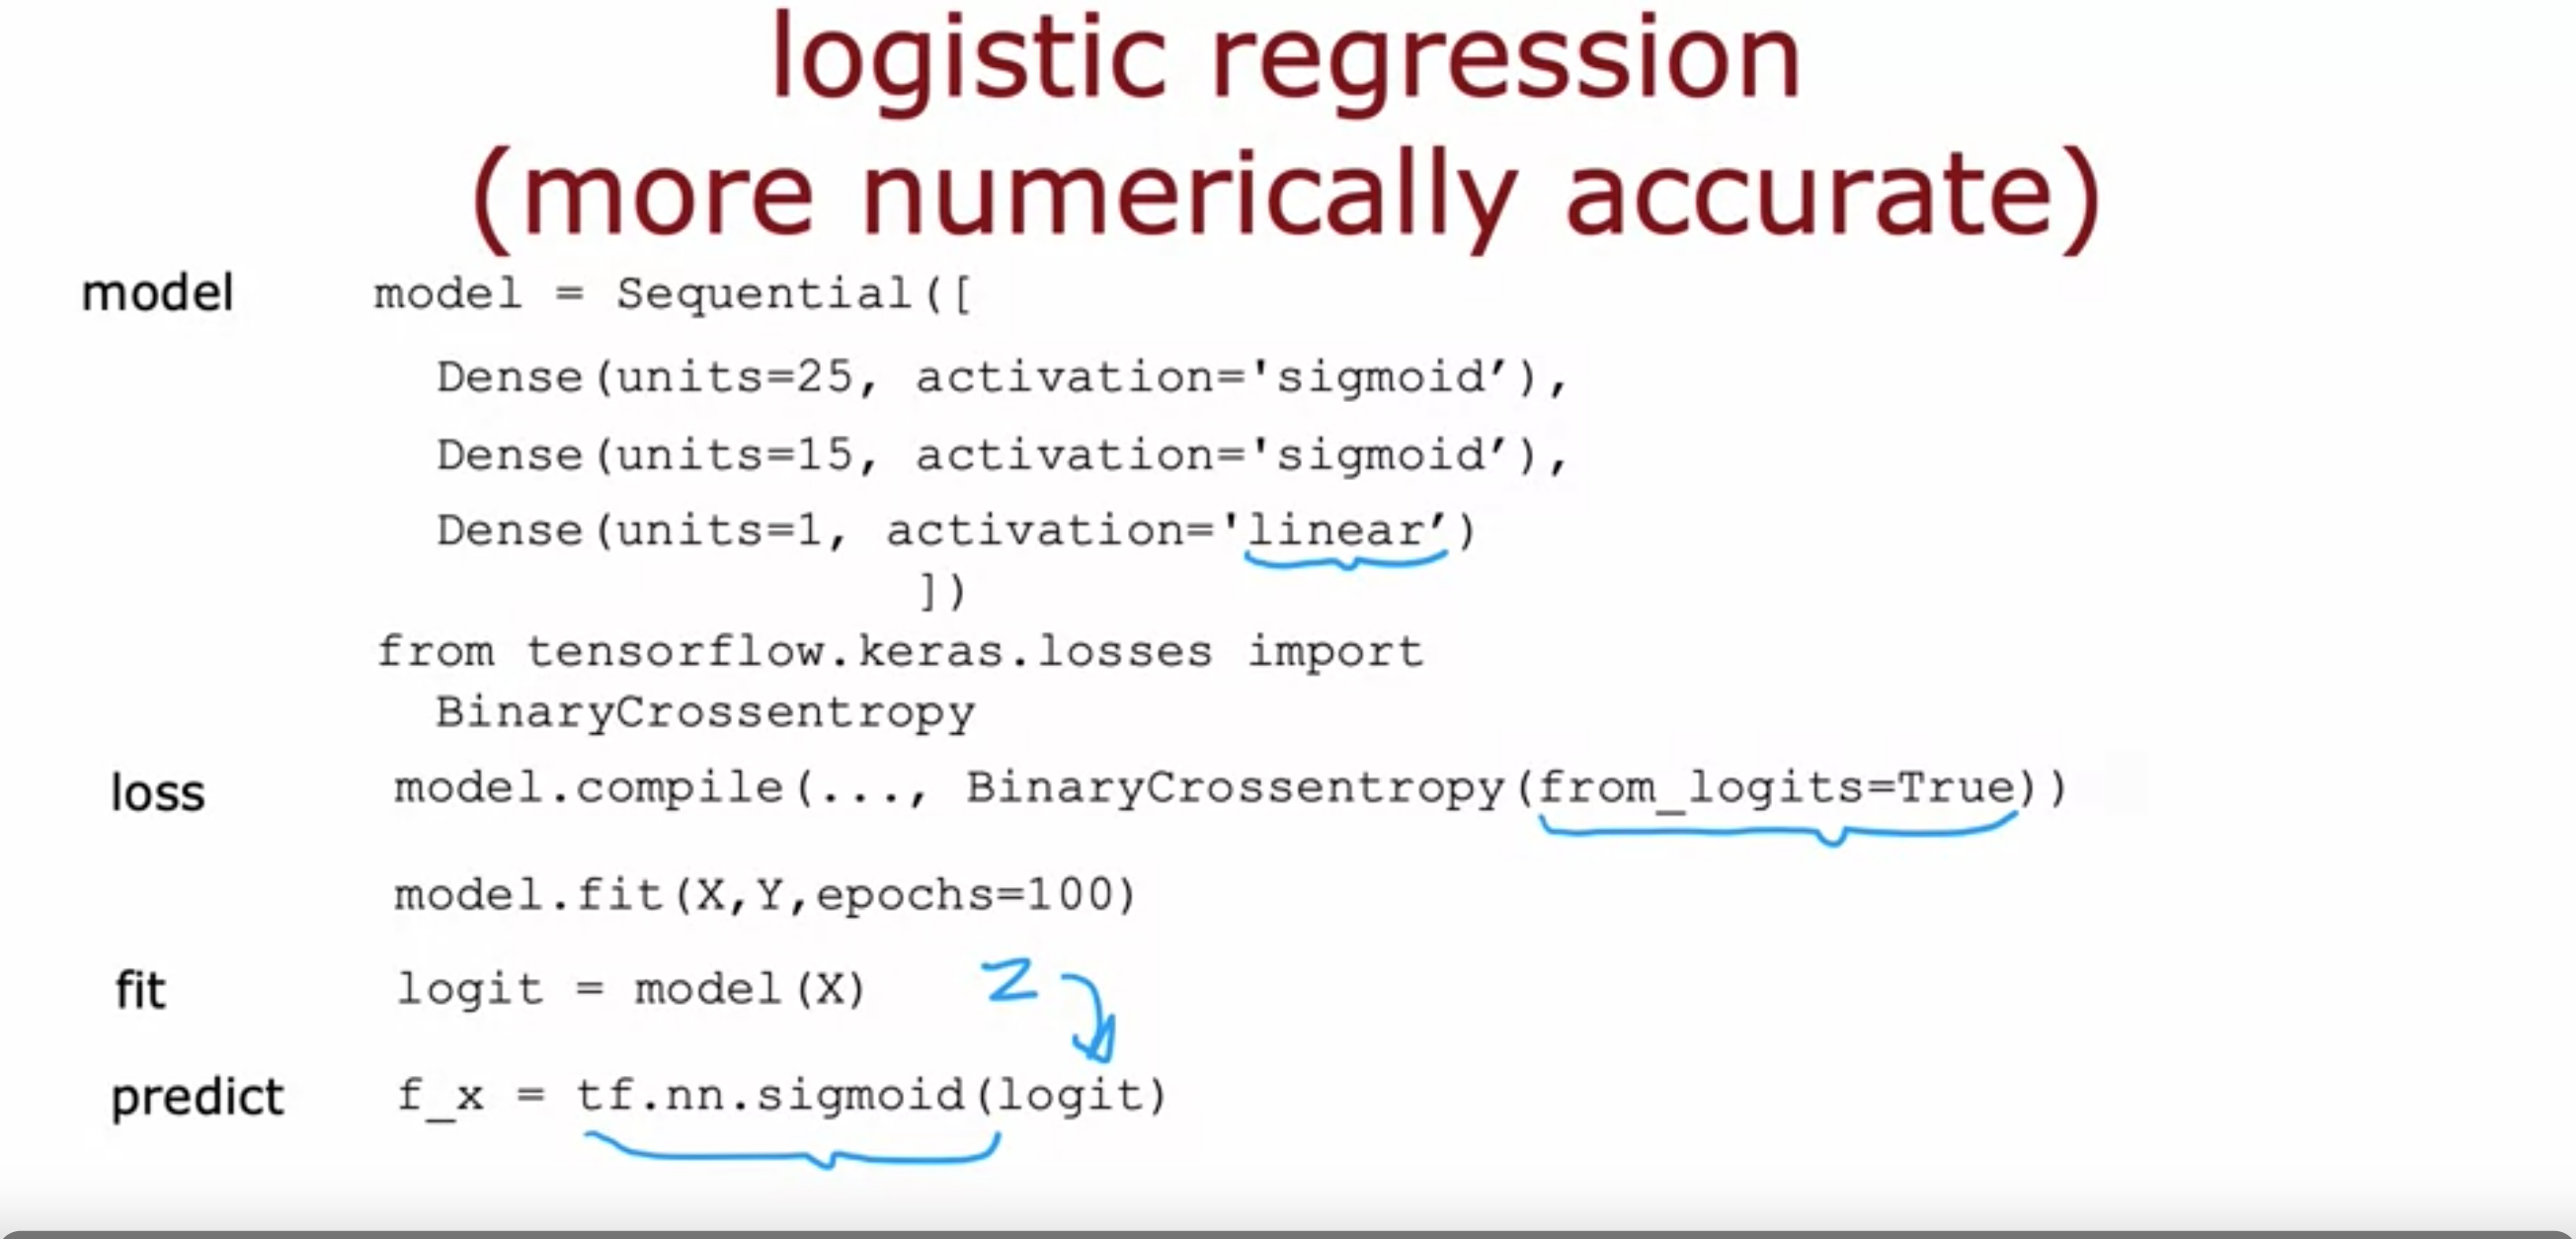 logistic regression
(more numerically accurate)
model model = Sequential([
Dense(units=25, activation='sigmoid’),
Dense(units=15, activation='sigmoid’),
Dense(units=1, activation='linear’)
])
from tensorflow.keras.losses import
BinaryCrossentropy
loss model.compile(..., BinaryCrossentropy(from_logits=True))
model.fit(X,Y,epochs=100)
fit logit = model(X) z
predict f_x = tf.nn.sigmoid(logit)